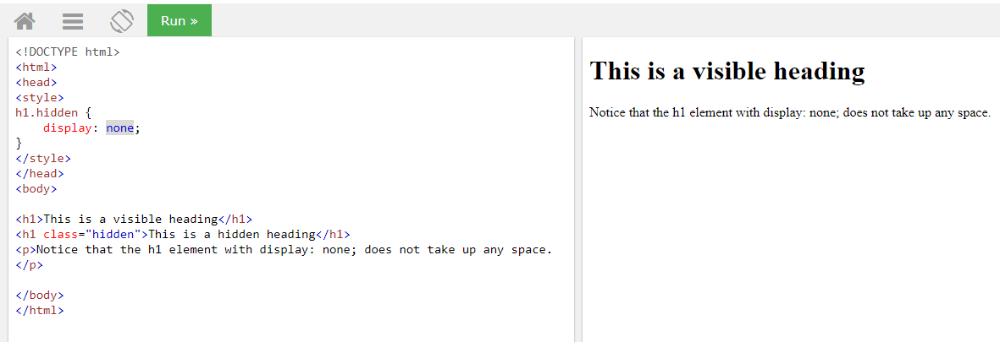 Run »
<!DOCTYPE html>
<html>
<head>
<style>
h1.hidden {
    display: none;
}
</style>
</head>
<body>

<h1>This is a visible heading</h1>
<h1 class="hidden">This is a hidden heading</h1>
<p>Notice that the h1 element with display: none; does not take up any space.
</p>

</body>
</html>
This is a visible heading
Notice that the h1 element with display: none; does not take up any space.